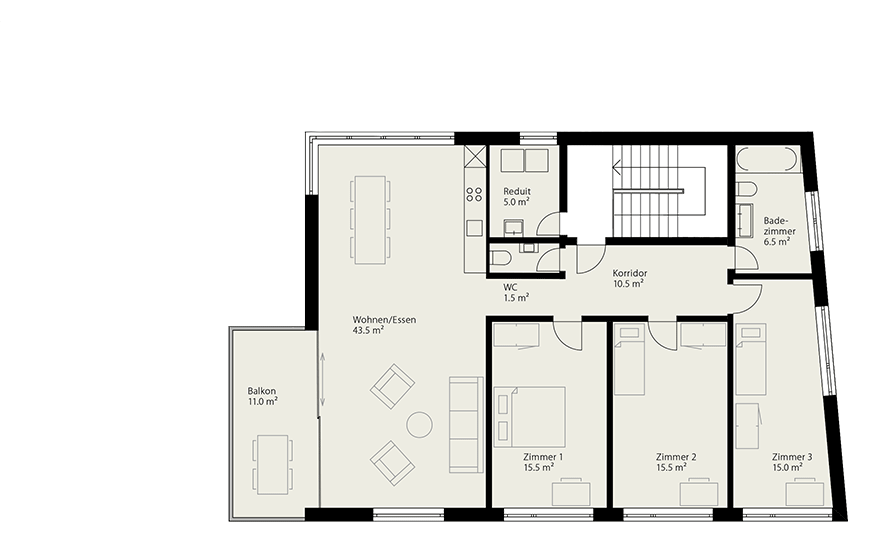 Reduit
5.0 m²
Bade-
zimmer
6.5 m²
Korridor
10.5 m²
WC
1.5 m²
Wohnen/Essen
43.5 m²
Balkon
11.0 m²
Zimmer 1
15.5 m²
Zimmer 2
15.5 m²
Zimmer 3
15.0 m²